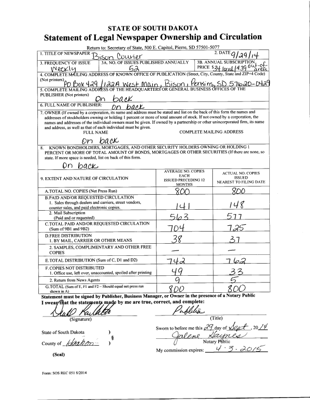 STATE OF SOUTH DAKOTA
Statement of Legal Newspaper Ownership and Circulation
Return to: Secretary of State, 500 E. Capitol, Pierre, SD 57501-5077
1. TITLE OF NEWSPAPER Bison Courier
2. DATE 9/29/14
3. FREQUENCY OF ISSUE Weekly
3A. NO. OF ISSUES PUBLISHED ANNUALLY 52
3B. ANNUAL SUBSCRIPTION PRICE
4. COMPLETE MAILING ADDRESS OF KNOWN OFFICE OF PUBLICATION (Street, City, County, State and ZIP+4 Code) (Not printers)
PO Box 429 / 122A West Main, Bison, Perkins, SD 57620-0429
5. COMPLETE MAILING ADDRESS OF THE HEADQUARTER OR GENERAL BUSINESS OFFICES OF THE PUBLISHER (Not printer)
On back
6. FULL NAME OF PUBLISHER: On back
7. OWNER (If owned by a corporation, its name and address must be stated and list on the back of this form the names and
addresses of stockholders owning or holding 1 percent or more of total amount of stock. If not owned by a corporation, the
names and addresses of the individual owners must be given. If owned by a partnership or other unincorporated firm, its name
and address, as well as that of each individual must be given.
FULL NAME COMPLETE MAILING ADDRESS
On back
8. KNOWN BONDHOLDERS, MORTGAGEES, AND OTHER SECURITY HOLDERS OWNING OR HOLDING 1
PERCENT OR MORE OF TOTAL AMOUNT OF BONDS, MORTGAGES OR OTHER SECURITIES (If there are none, so
state. If more space is needed, list on back of this form.
On back
9. EXTENT AND NATURE OF CIRCULATION
AVERAGE NO. COPIES EACH ISSUED PRECEDING 12 MONTHS
ACTUAL NO. COPIES ISSUED NEAREST TO FILING DATE
A.TOTAL NO. COPIES (Net Press Run) 800 800
B.PAID AND/OR REQUESTED CIRCULATION
1. Sales through dealers and carriers, street vendors,
counter sales, and paid electronic copies. 141 148
2. Mail Subscription
(Paid and or requested) 563 577
C.TOTAL PAID AND/OR REQUESTED CIRCULATION
(Sum of 9B1 and 9B2) 704 725
D.FREE DISTRIBUTION
1. BY MAIL, CARRIER OR OTHER MEANS 38 37
2. SAMPLES, COMPLIMENTARY AND OTHER FREE
COPIES — —
E.TOTAL DISTRIBUTION (Sum of C, D1 and D2) 742 762
F.COPIES NOT DISTRIBUTED
1. Office use, left over, unaccounted, spoiled after printing 49 33
2. Return from News Agents 9 5
G.TOTAL (Sum of E, F1 and F2 - Should equal net press run
shown in A) 800 800
Statement must be signed by Publisher, Business Manager, or Owner in the presence of a Notary Public
I swear that the statements made by me are true, correct, and complete:
(Signature) (Title)
State of South Dakota )
) §
County of )
(Seal)
Sworn to before me this 29 day of Sept, 20 14
Notary Public
My commission expires: 4-3-2015
Form: SOS REC 051 9/2014